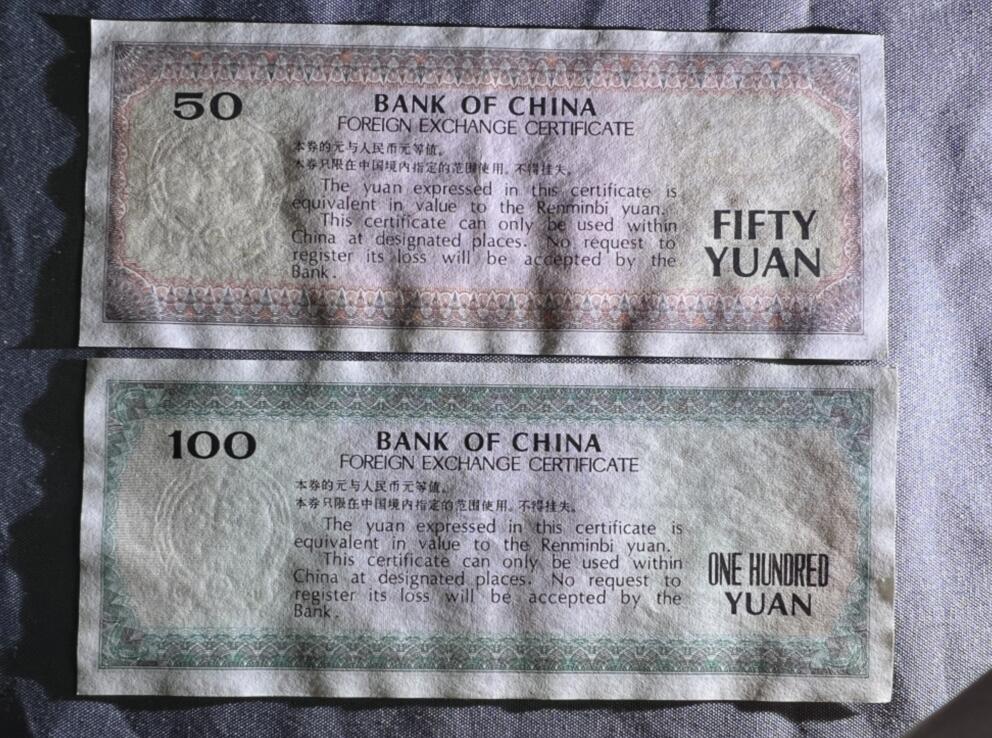 50
BANK OF CHINA
FOREIGN EXCHANGE CERTIFICATE
本券的元与人民币元等值。
本券只限在中国境内指定的范围使用。不得挂失。
The yuan expressed in this certificate is
equivalent in value to the Renminbi yuan.
This certificate can only be used within
China at designated places. No request to
register its loss will be accepted by the
Bank.
FIFTY
YUAN
100
BANK OF CHINA
FOREIGN EXCHANGE CERTIFICATE
本券的元与人民币元等值。
本券只限在中国境内指定的范围使用。不得挂失。
The yuan expressed in this certificate is
equivalent in value to the Renminbi yuan.
This certificate can only be used within
China at designated places. No request to
register its loss will be accepted by the
Bank.
ONE HUNDRED
YUAN